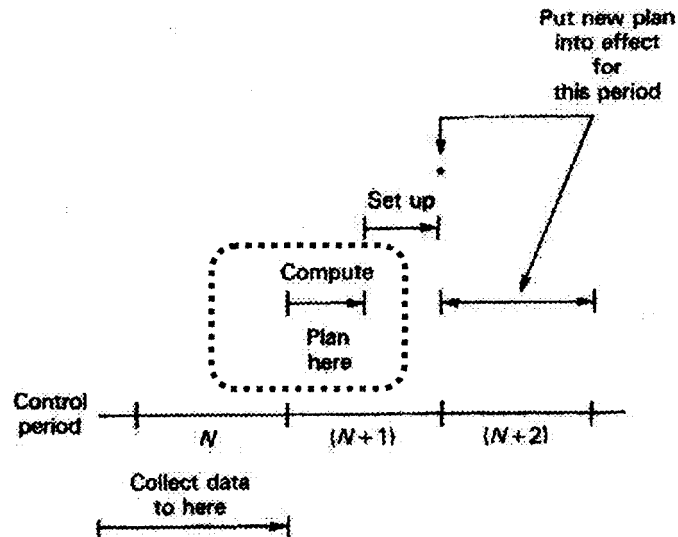 Put new plan
into effect
for
this period
Set up
Compute
Plan
here
Control
period
N
(N+1)
(N+2)
Collect data
to here